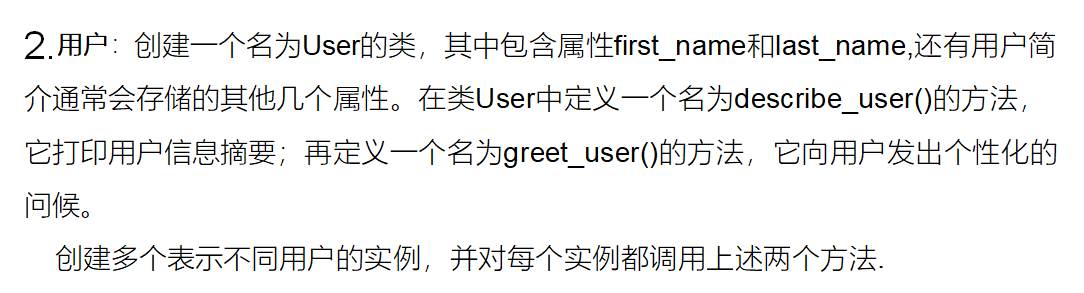 2.用户：创建一个名为User的类，其中包含属性first_name和last_name,还有用户简
介通常会存储的其他几个属性。在类User中定义一个名为describe_user()的方法，
它打印用户信息摘要；再定义一个名为greet_user()的方法，它向用户发出个性化的
问候。
创建多个表示不同用户的实例，并对每个实例都调用上述两个方法.